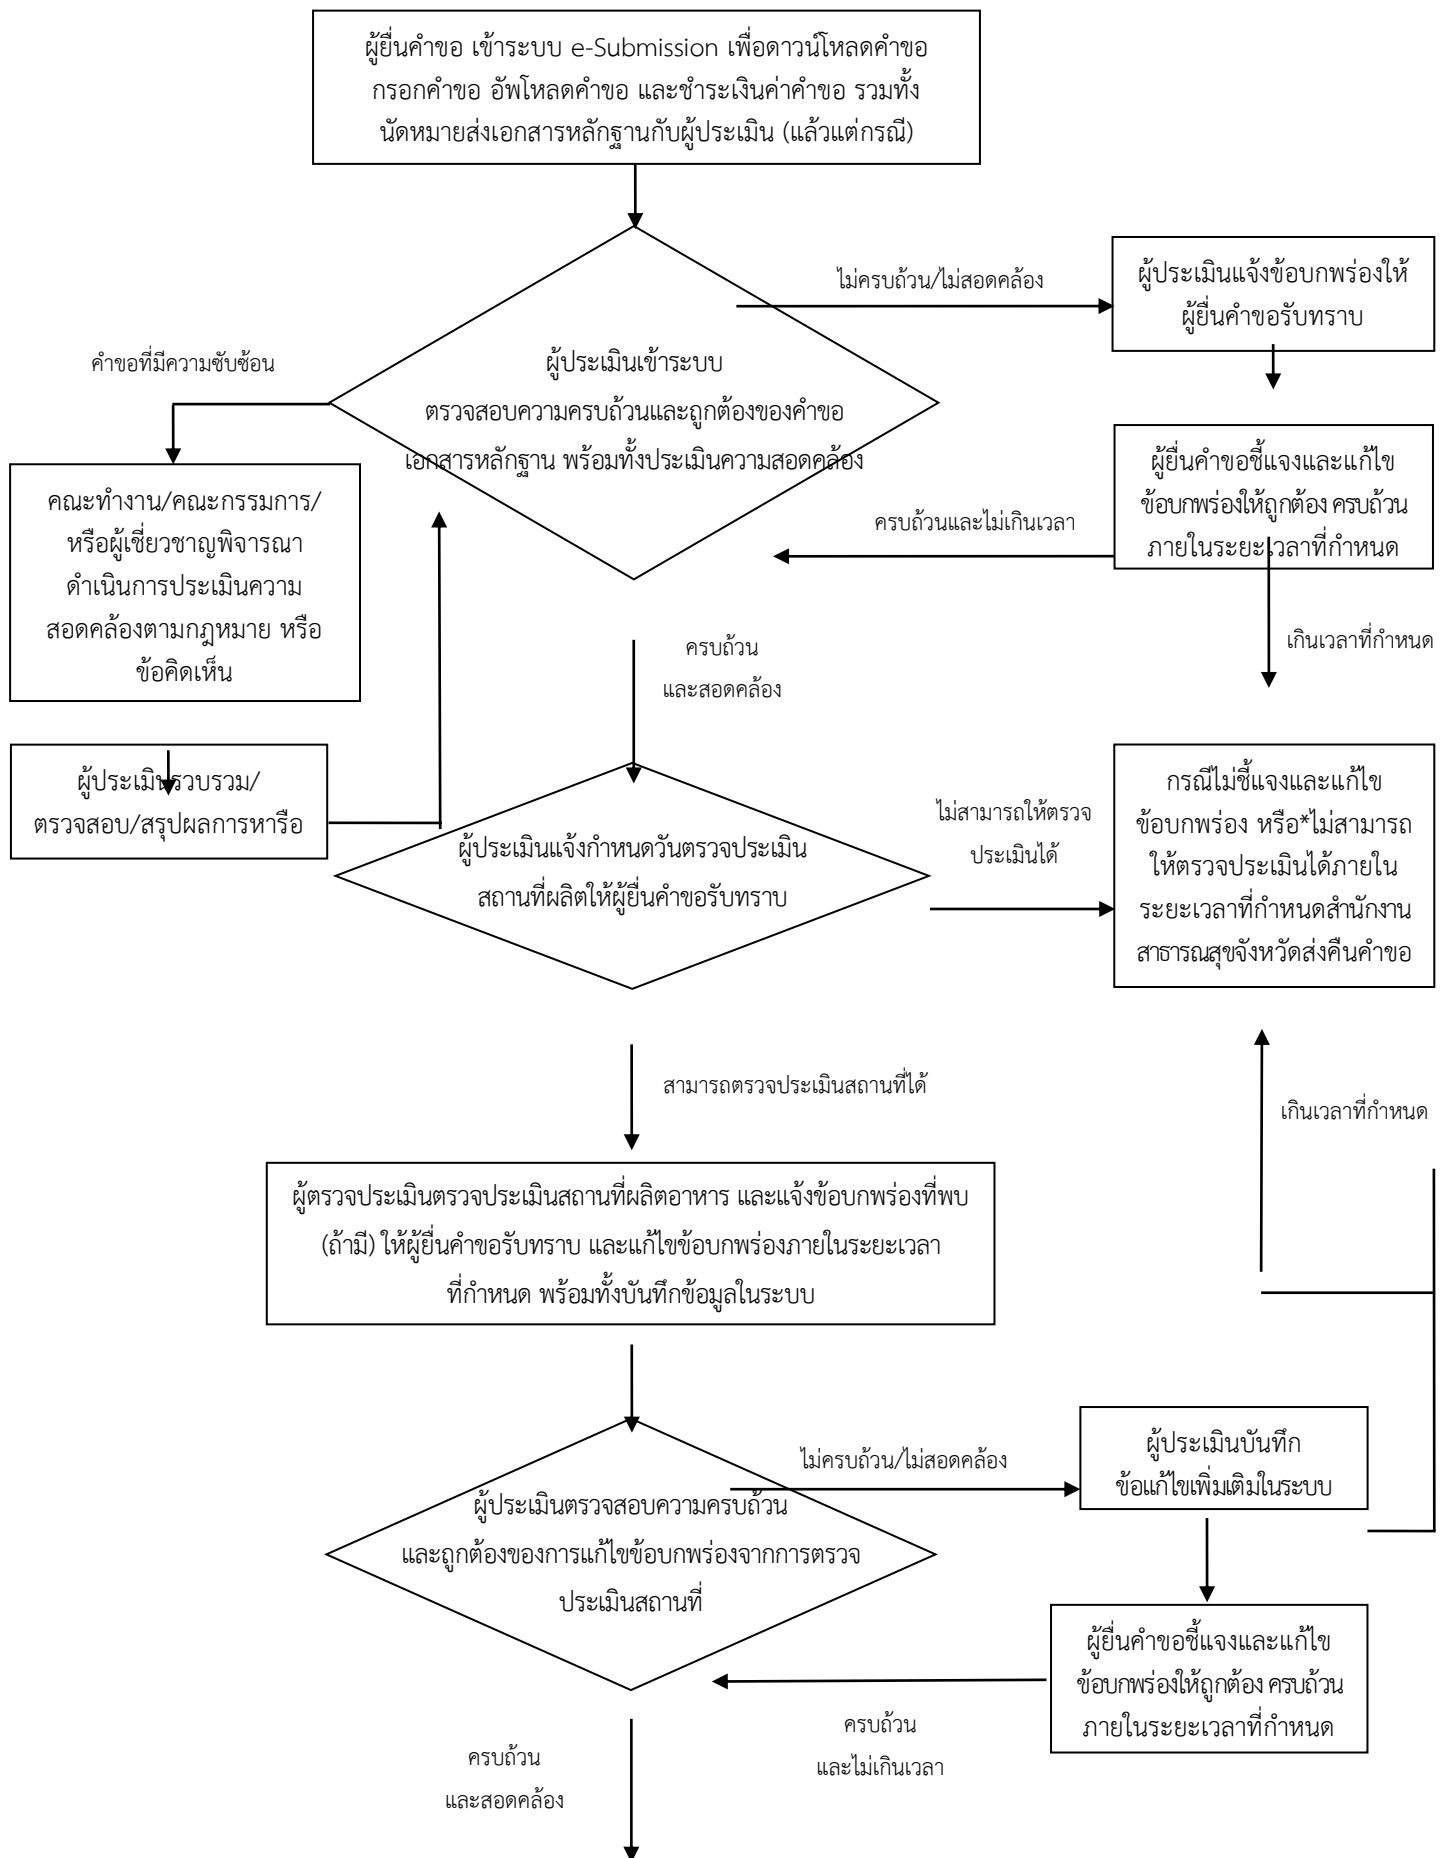 ผู้ยื่นคำขอ เข้าระบบ e-Submission เพื่อดาวน์โหลดคำขอ
กรอกคำขอ อัพโหลดคำขอ และชำระเงินค่าคำขอ รวมทั้ง
นัดหมายส่งเอกสารหลักฐานกับผู้ประเมิน (แล้วแต่กรณี)
ไม่ครบถ้วน/ไม่สอดคล้อง
ผู้ประเมินแจ้งข้อบกพร่องให้
ผู้ยื่นคำขอรับทราบ
คำขอที่มีความซับซ้อน
ผู้ประเมินเข้าระบบ
ตรวจสอบความครบถ้วนและถูกต้องของคำขอ
เอกสารหลักฐาน พร้อมทั้งประเมินความสอดคล้อง
ผู้ยื่นคำขอชี้แจงและแก้ไข
ข้อบกพร่องให้ถูกต้อง ครบถ้วน
ภายในระยะเวลาที่กำหนด
ครบถ้วนและไม่เกินเวลา
คณะทำงาน/คณะกรรมการ/
หรือผู้เชี่ยวชาญพิจารณา
ดำเนินการประเมินความ
สอดคล้องตามกฎหมาย หรือ
ข้อคิดเห็น
ครบถ้วน
และสอดคล้อง
เกินเวลาที่กำหนด
ผู้ประเมินรวบรวม/
ตรวจสอบ/สรุปผลการหารือ
ผู้ประเมินแจ้งกำหนดวันตรวจประเมิน
สถานที่ผลิตให้ผู้ยื่นคำขอรับทราบ
ไม่สามารถให้ตรวจ
ประเมินได้
กรณีไม่ชี้แจงและแก้ไข
ข้อบกพร่อง หรือ*ไม่สามารถ
ให้ตรวจประเมินได้ภายใน
ระยะเวลาที่กำหนดสำนักงาน
สาธารณสุขจังหวัดส่งคืนคำขอ
สามารถตรวจประเมินสถานที่ได้
เกินเวลาที่กำหนด
ผู้ตรวจประเมินตรวจประเมินสถานที่ผลิตอาหาร และแจ้งข้อบกพร่องที่พบ
(ถ้ามี) ให้ผู้ยื่นคำขอรับทราบ และแก้ไขข้อบกพร่องภายในระยะเวลา
ที่กำหนด พร้อมทั้งบันทึกข้อมูลในระบบ
ไม่ครบถ้วน/ไม่สอดคล้อง
ผู้ประเมินบันทึก
ข้อแก้ไขเพิ่มเติมในระบบ
ผู้ประเมินตรวจสอบความครบถ้วน
และถูกต้องของการแก้ไขข้อบกพร่องจากการตรวจ
ประเมินสถานที่
ผู้ยื่นคำขอชี้แจงและแก้ไข
ข้อบกพร่องให้ถูกต้อง ครบถ้วน
ภายในระยะเวลาที่กำหนด
ครบถ้วน
และไม่เกินเวลา
ครบถ้วน
และสอดคล้อง